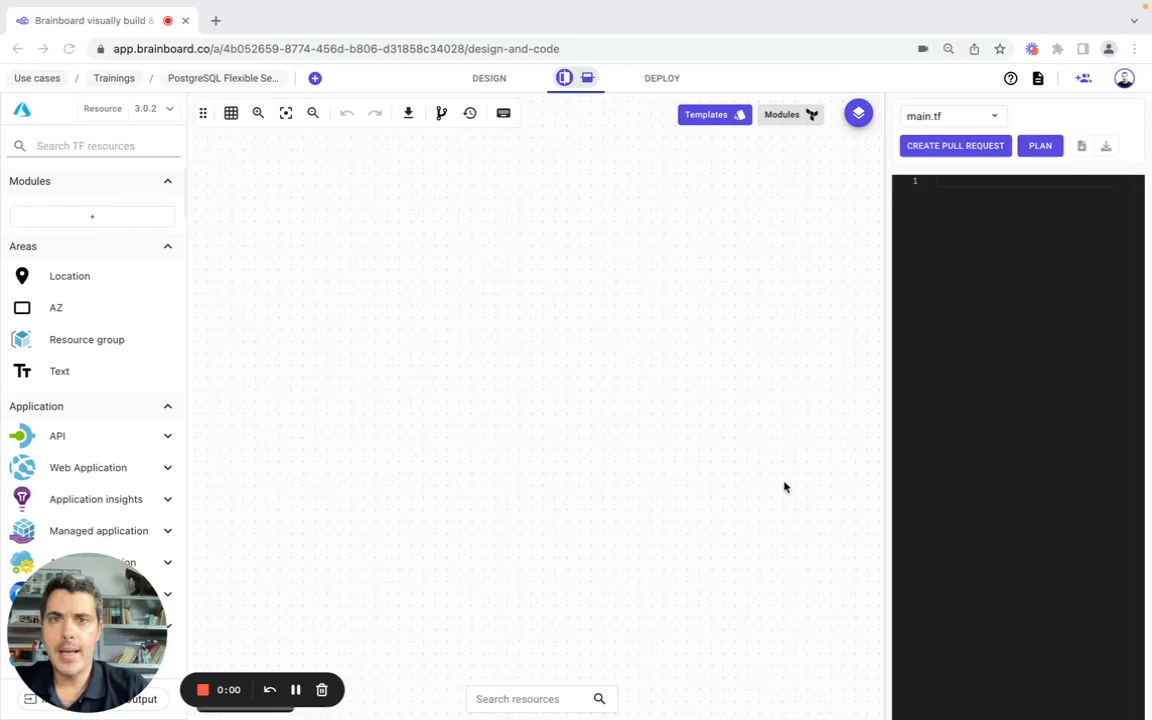 Brainboard visually build &
app.brainboard.co/a/4b052659-8774-456d-b806-d31858c34028/design-and-code
Use cases / Trainings / PostgreSQL Flexible Se...
DESIGN
DEPLOY
Resource 3.0.2
Templates
Modules
main.tf
Search TF resources
CREATE PULL REQUEST
PLAN
Modules
1
+
Areas
Location
AZ
Resource group
Tт Text
Application
API
Web Application
Application insights
Managed application
0:00
Search resources